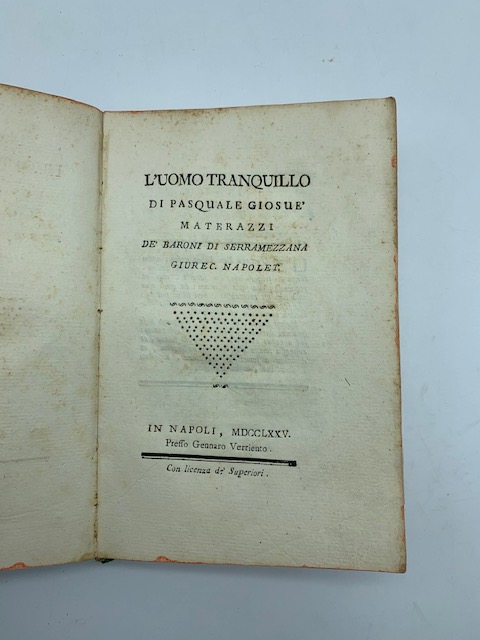 L'UOMO TRANQUILLO
DI PASQUALE GIOSUE'
MATERAZZI
DE' BARONI DI SERRAMEZZANA
GIUREC. NAPOLET.
IN NAPOLI, MDCCLXXV.
Presso Gennaro Verriento.
Con licenza de' Superiori.